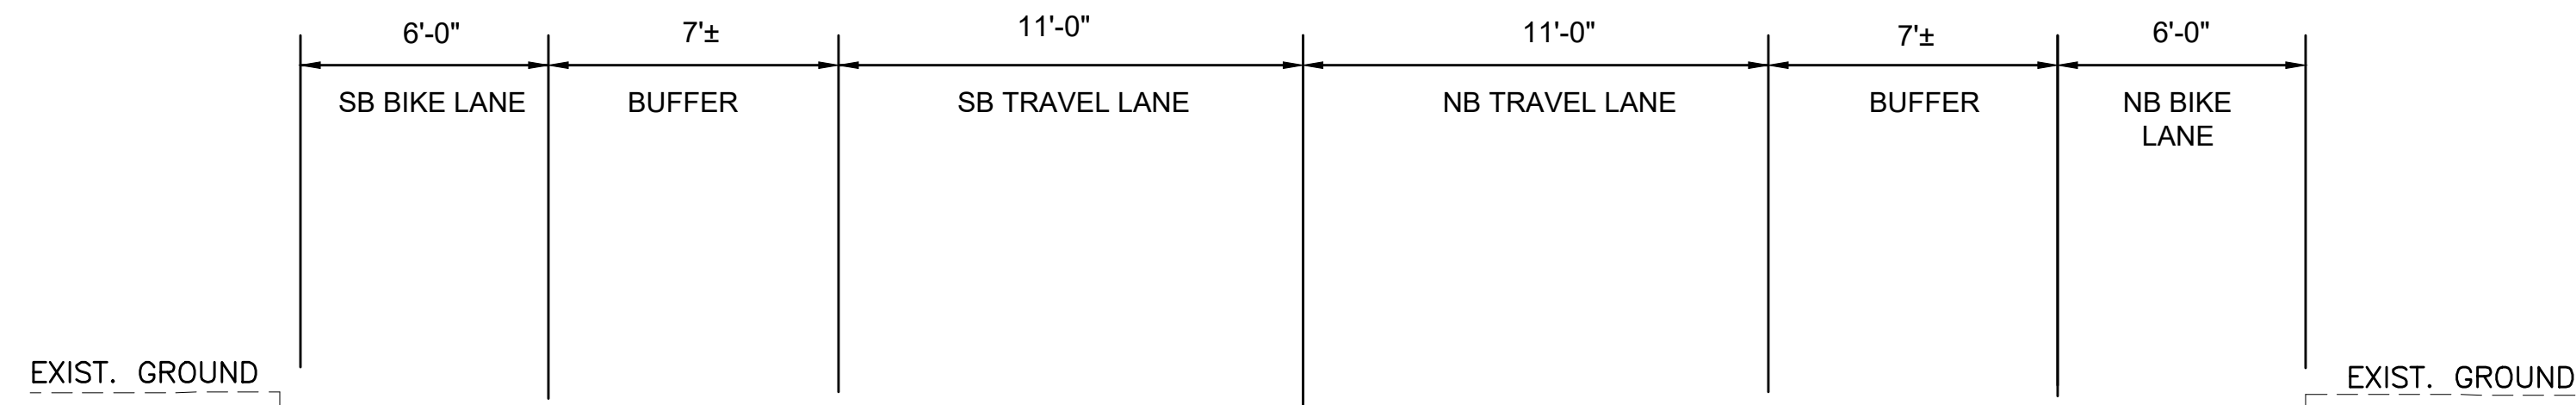 6'-0" 7'± 11'-0" 11'-0" 7'± 6'-0"
SB BIKE LANE BUFFER SB TRAVEL LANE NB TRAVEL LANE BUFFER NB BIKE
LANE
EXIST. GROUND EXIST. GROUND